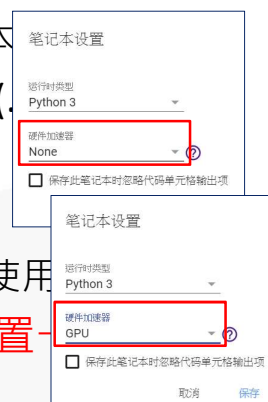 本
笔记本设置
运行时类型
Python 3
(.
硬件加速器
None
保存此笔记本时忽略代码单元格输出项
笔记本设置
使用
运行时类型
Python 3
置
硬件加速器
GPU
保存此笔记本时忽略代码单元格输出项
取消 保存